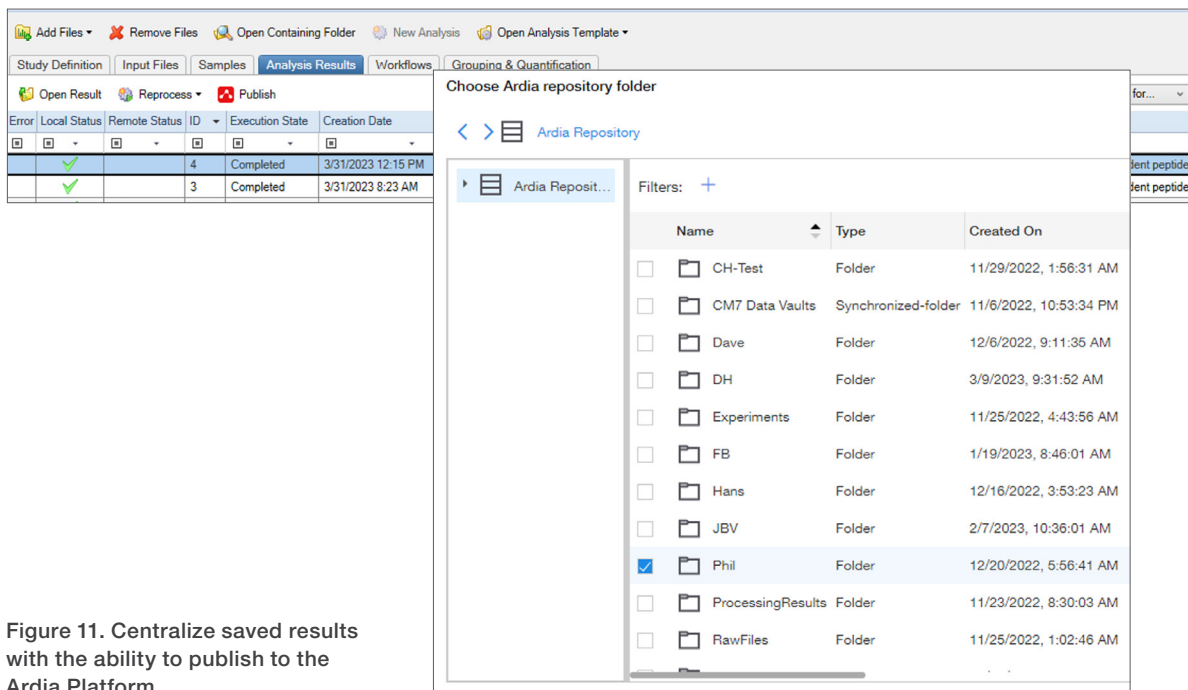 Add Files Remove Files Open Containing Folder New Analysis Open Analysis Template
Study Definition Input Files Samples Analysis Results Workflows Grouping & Quantification
Open Result Reprocess Publish
for...
Error Local Status Remote Status ID Execution State Creation Date
4 Completed 3/31/2023 12:15 PM
dent peptide
3 Completed 3/31/2023 8:23 AM
dent peptide
Choose Ardia repository folder
Ardia Repository
Ardia Reposit...
Filters: +
Name Type Created On
CH-Test Folder 11/29/2022, 1:56:31 AM
CM7 Data Vaults Synchronized-folder 11/6/2022, 10:53:34 PM
Dave Folder 12/6/2022, 9:11:35 AM
DH Folder 3/9/2023, 9:31:52 AM
Experiments Folder 11/25/2022, 4:43:56 AM
FB Folder 1/19/2023, 8:46:01 AM
Hans Folder 12/16/2022, 3:53:23 AM
JBV Folder 2/7/2023, 10:36:01 AM
Phil Folder 12/20/2022, 5:56:41 AM
ProcessingResults Folder 11/23/2022, 8:30:03 AM
RawFiles Folder 11/25/2022, 1:02:46 AM
Figure 11. Centralize saved results
with the ability to publish to the
Ardia Platform